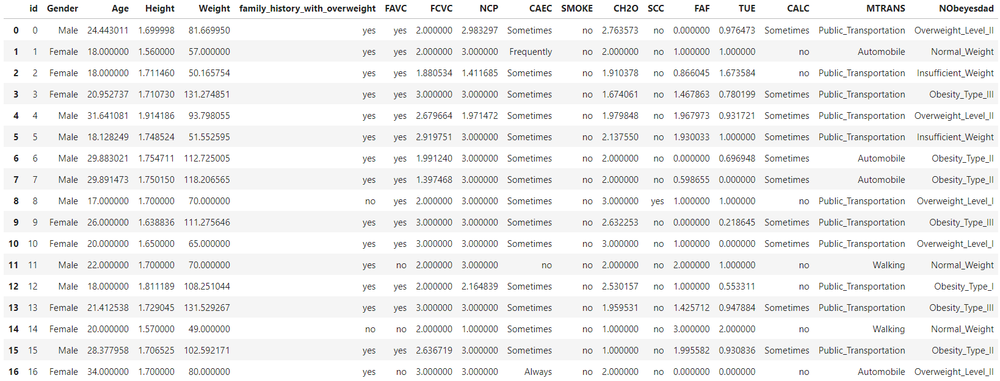 id Gender Age Height Weight family_history_with_overweight FAVC FCVC NCP CAEC SMOKE CH2O SCC FAF TUE CALC MTRANS NObeyesdad
0 0 Male 24.443011 1.699998 81.669950 yes yes 2.000000 2.983297 Sometimes no 2.763573 no 0.000000 0.976473 Sometimes Public_Transportation Overweight_Level_II
1 1 Female 18.000000 1.560000 57.000000 yes yes 2.000000 3.000000 Frequently no 2.000000 no 1.000000 1.000000 no Automobile Normal_Weight
2 2 Female 18.000000 1.711460 50.165754 yes yes 1.880534 1.411685 Sometimes no 1.910378 no 0.866045 1.673584 no Public_Transportation Insufficient_Weight
3 3 Female 20.952737 1.710730 131.274851 yes yes 3.000000 3.000000 Sometimes no 1.674061 no 1.467863 0.780199 Sometimes Public_Transportation Obesity_Type_III
4 4 Male 31.641081 1.914186 93.798055 yes yes 2.679664 1.971472 Sometimes no 1.979848 no 1.967973 0.931721 Sometimes Public_Transportation Overweight_Level_II
5 5 Male 18.128249 1.748524 51.552595 yes yes 2.919751 3.000000 Sometimes no 2.137550 no 1.930033 1.000000 Sometimes Public_Transportation Insufficient_Weight
6 6 Male 29.883021 1.754711 112.725005 yes yes 1.991240 3.000000 Sometimes no 2.000000 no 0.000000 0.696948 Sometimes Automobile Obesity_Type_II
7 7 Male 29.891473 1.750150 118.206565 yes yes 1.397468 3.000000 Sometimes no 2.000000 no 0.598655 0.000000 Sometimes Automobile Obesity_Type_II
8 8 Male 17.000000 1.700000 70.000000 no yes 2.000000 3.000000 Sometimes no 3.000000 yes 1.000000 1.000000 no Public_Transportation Overweight_Level_I
9 9 Female 26.000000 1.638836 111.275646 yes yes 3.000000 3.000000 Sometimes no 2.632253 no 0.000000 0.218645 Sometimes Public_Transportation Obesity_Type_III
10 10 Female 20.000000 1.650000 65.000000 yes yes 3.000000 3.000000 Sometimes no 3.000000 no 1.000000 0.000000 Sometimes Public_Transportation Overweight_Level_I
11 11 Male 22.000000 1.700000 70.000000 yes no 2.000000 3.000000 no no 2.000000 no 2.000000 1.000000 no Walking Normal_Weight
12 12 Male 18.000000 1.811189 108.251044 yes yes 2.000000 2.164839 Sometimes no 2.530157 no 1.000000 0.553311 no Public_Transportation Obesity_Type_I
13 13 Female 21.412538 1.729045 131.529267 yes yes 3.000000 3.000000 Sometimes no 1.959531 no 1.425712 0.947884 Sometimes Public_Transportation Obesity_Type_III
14 14 Female 20.000000 1.570000 49.000000 no no 2.000000 1.000000 Sometimes no 1.000000 no 3.000000 2.000000 no Walking Normal_Weight
15 15 Male 28.377958 1.706525 102.592171 yes yes 2.636719 3.000000 Sometimes no 1.000000 no 1.995582 0.930836 Sometimes Public_Transportation Obesity_Type_II
16 16 Female 34.000000 1.700000 80.000000 yes no 3.000000 3.000000 Always no 2.000000 no 0.000000 0.000000 no Automobile Overweight_Level_II